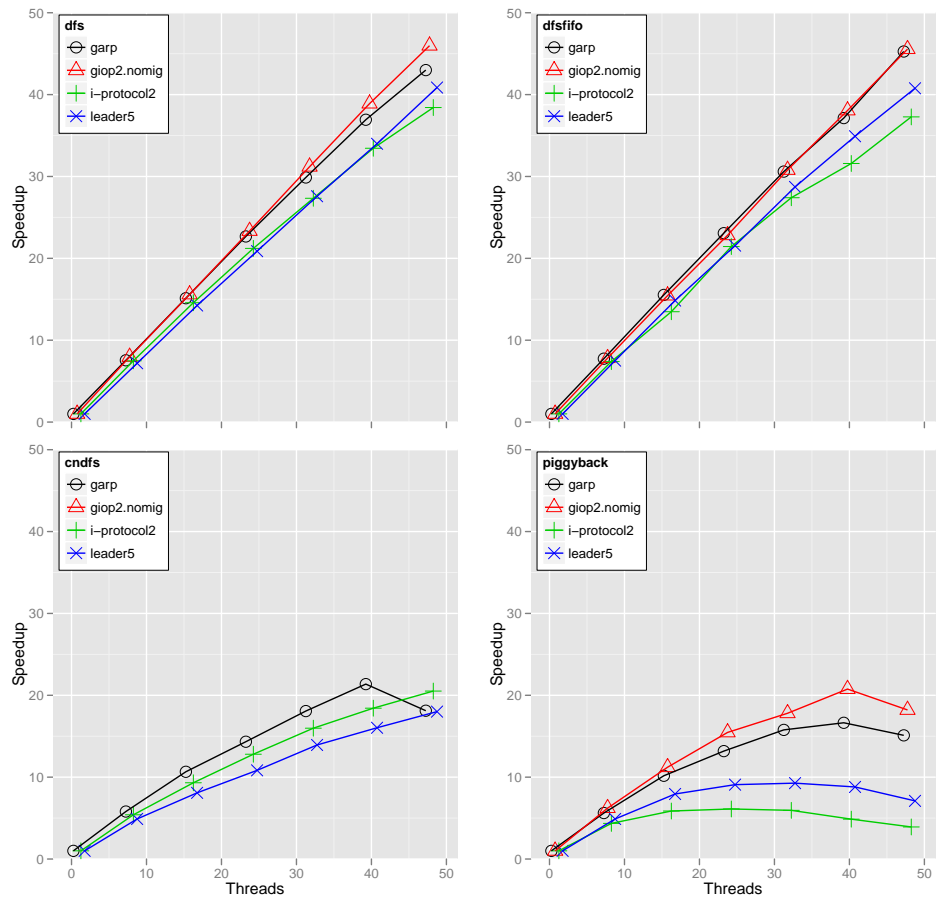 dfs
garp
giop2.nomig
i−protocol2
leader5
Speedup
0
10
20
30
40
50
dfsfifo
garp
giop2.nomig
i−protocol2
leader5
Speedup
0
10
20
30
40
50
cndfs
garp
giop2.nomig
i−protocol2
leader5
Speedup
0
10
20
30
40
50
0 10 20 30 40 50
Threads
piggyback
garp
giop2.nomig
i−protocol2
leader5
Speedup
0
10
20
30
40
50
0 10 20 30 40 50
Threads